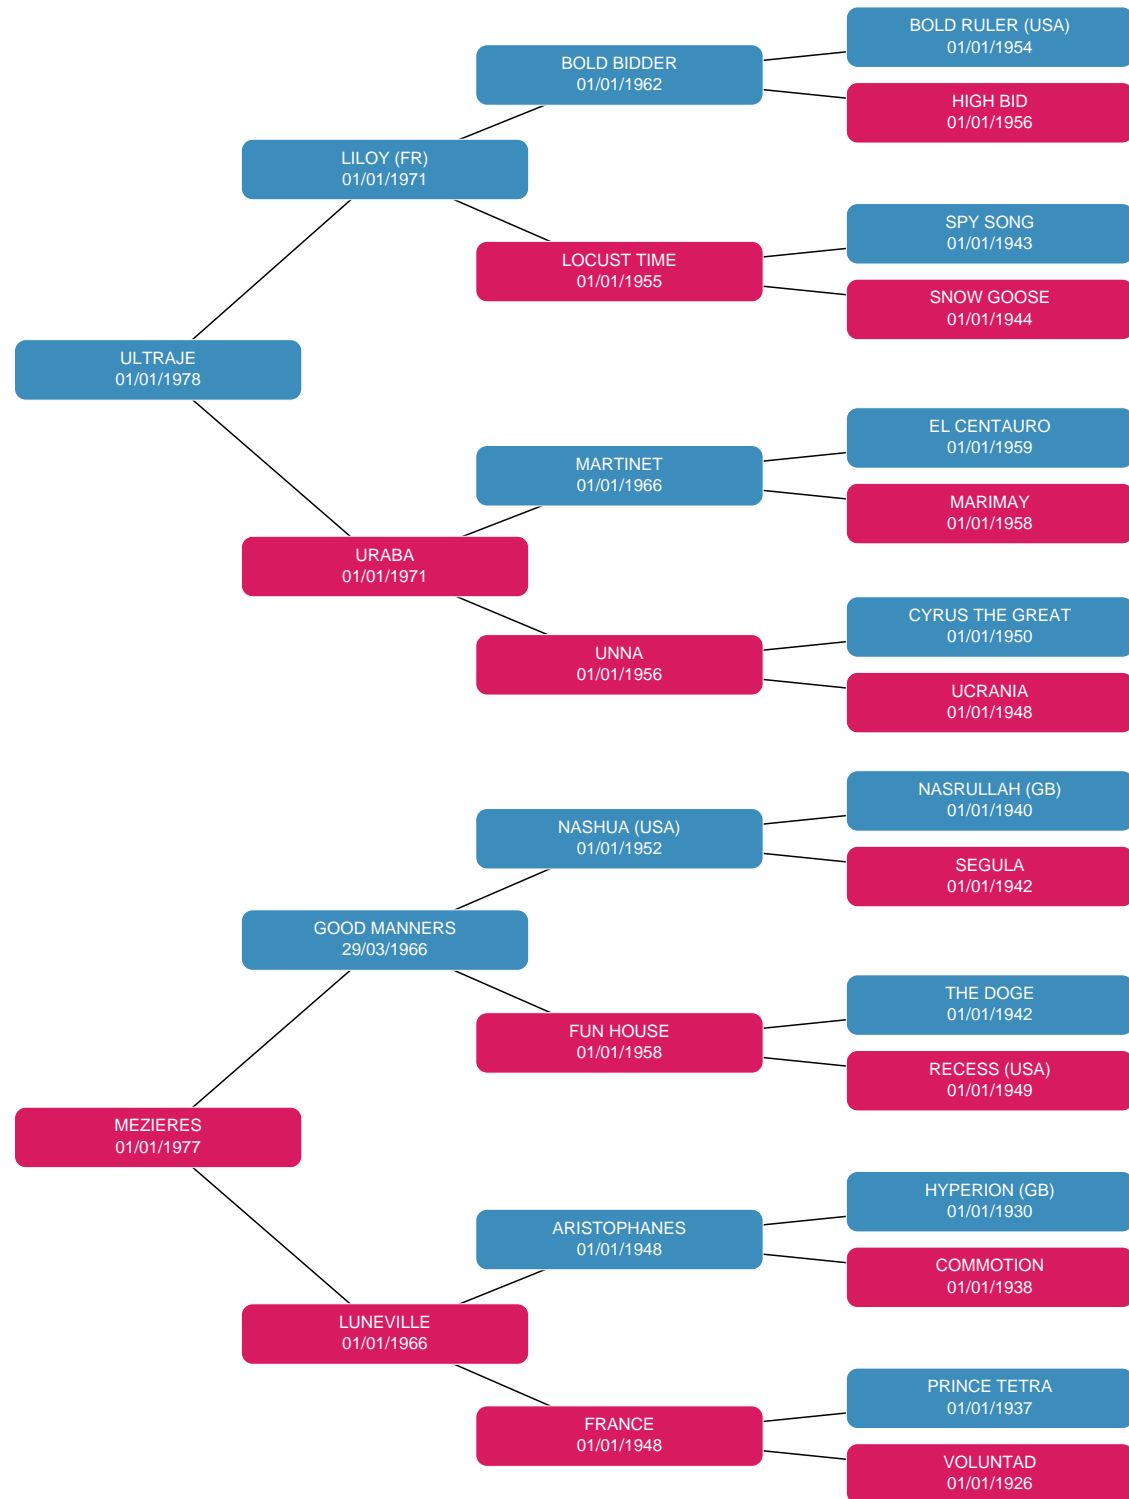 BOLD RULER (USA)
01/01/1954
BOLD BIDDER
01/01/1962
HIGH BID
01/01/1956
LILOY (FR)
01/01/1971
SPY SONG
01/01/1943
LOCUST TIME
01/01/1955
SNOW GOOSE
01/01/1944
ULTRAJE
01/01/1978
EL CENTAURO
01/01/1959
MARTINET
01/01/1966
MARIMAY
01/01/1958
URABA
01/01/1971
CYRUS THE GREAT
01/01/1950
UNNA
01/01/1956
UCRANIA
01/01/1948
NASRULLAH (GB)
01/01/1940
NASHUA (USA)
01/01/1952
SEGULA
01/01/1942
GOOD MANNERS
29/03/1966
THE DOGE
01/01/1942
FUN HOUSE
01/01/1958
RECESS (USA)
01/01/1949
MEZIERES
01/01/1977
HYPERION (GB)
01/01/1930
ARISTOPHANES
01/01/1948
COMMOTION
01/01/1938
LUNEVILLE
01/01/1966
PRINCE TETRA
01/01/1937
FRANCE
01/01/1948
VOLUNTAD
01/01/1926